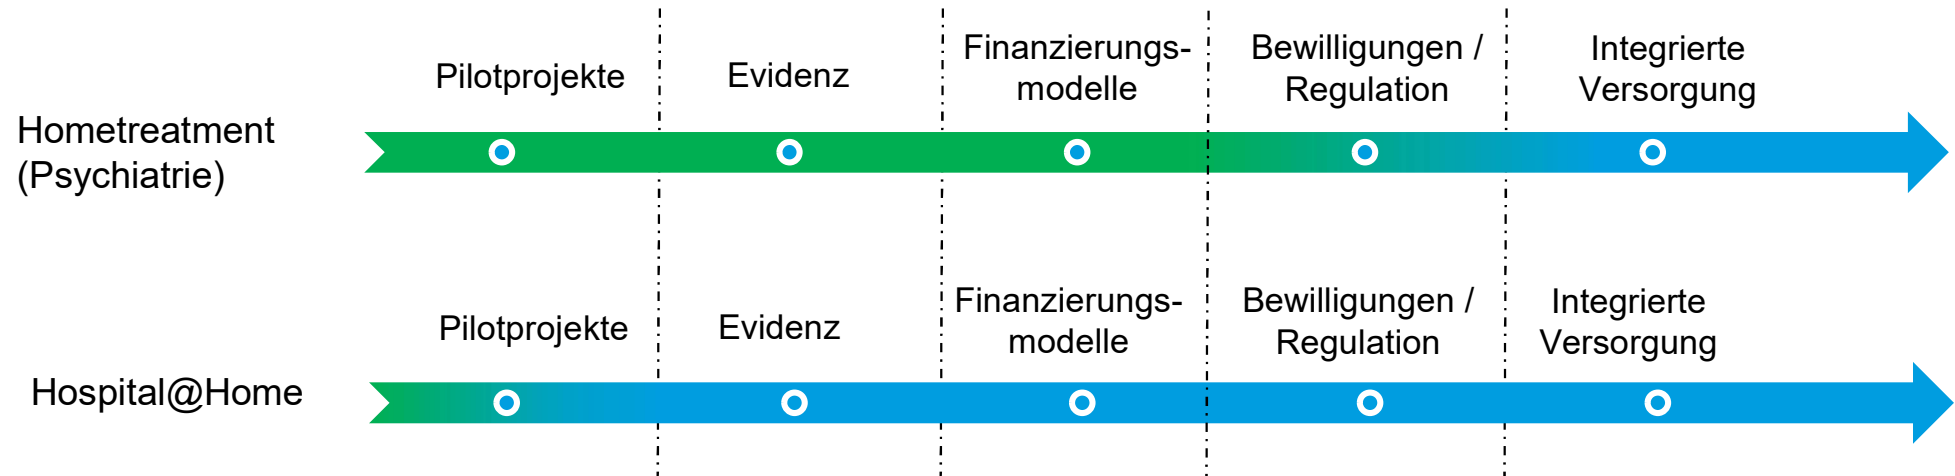 Hometreatment
(Psychiatrie)
Pilotprojekte
Evidenz
Finanzierungs-
modelle
Bewilligungen /
Regulation
Integrierte
Versorgung
Hospital@Home
Pilotprojekte
Evidenz
Finanzierungs-
modelle
Bewilligungen /
Regulation
Integrierte
Versorgung